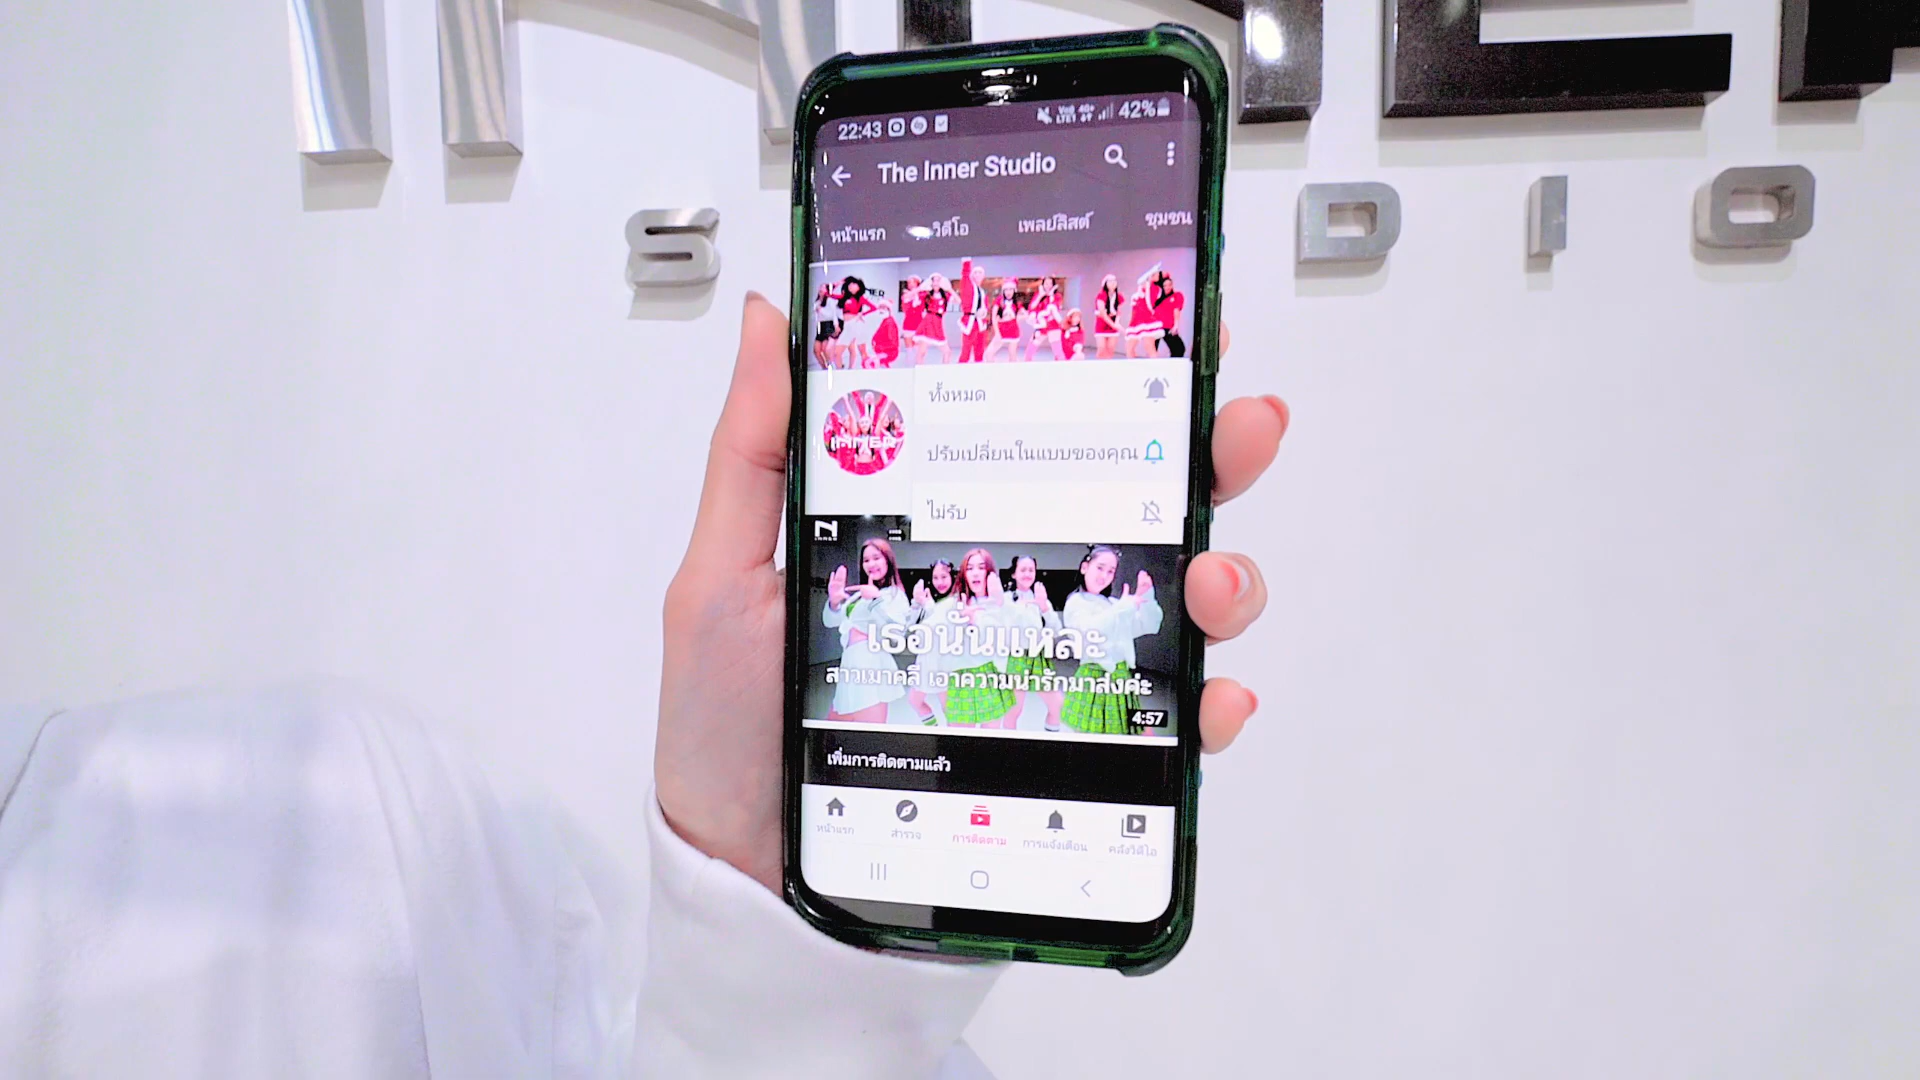 INNER
S DIO
22:43 42%
The Inner Studio
หน้าแรก วิดีโอ เพลย์ลิสต์ ชุมชน
INNER
ทั้งหมด
ปรับเปลี่ยนในแบบของคุณ
ไม่รับ
INNER
เธอนั่นแหละ
สาวเมาคลี เอาความน่ารักมาส่งค่ะ
4:57
เพิ่มการติดตามแล้ว
หน้าแรก สำรวจ การติดตาม การแจ้งเตือน คลังวิดีโอ